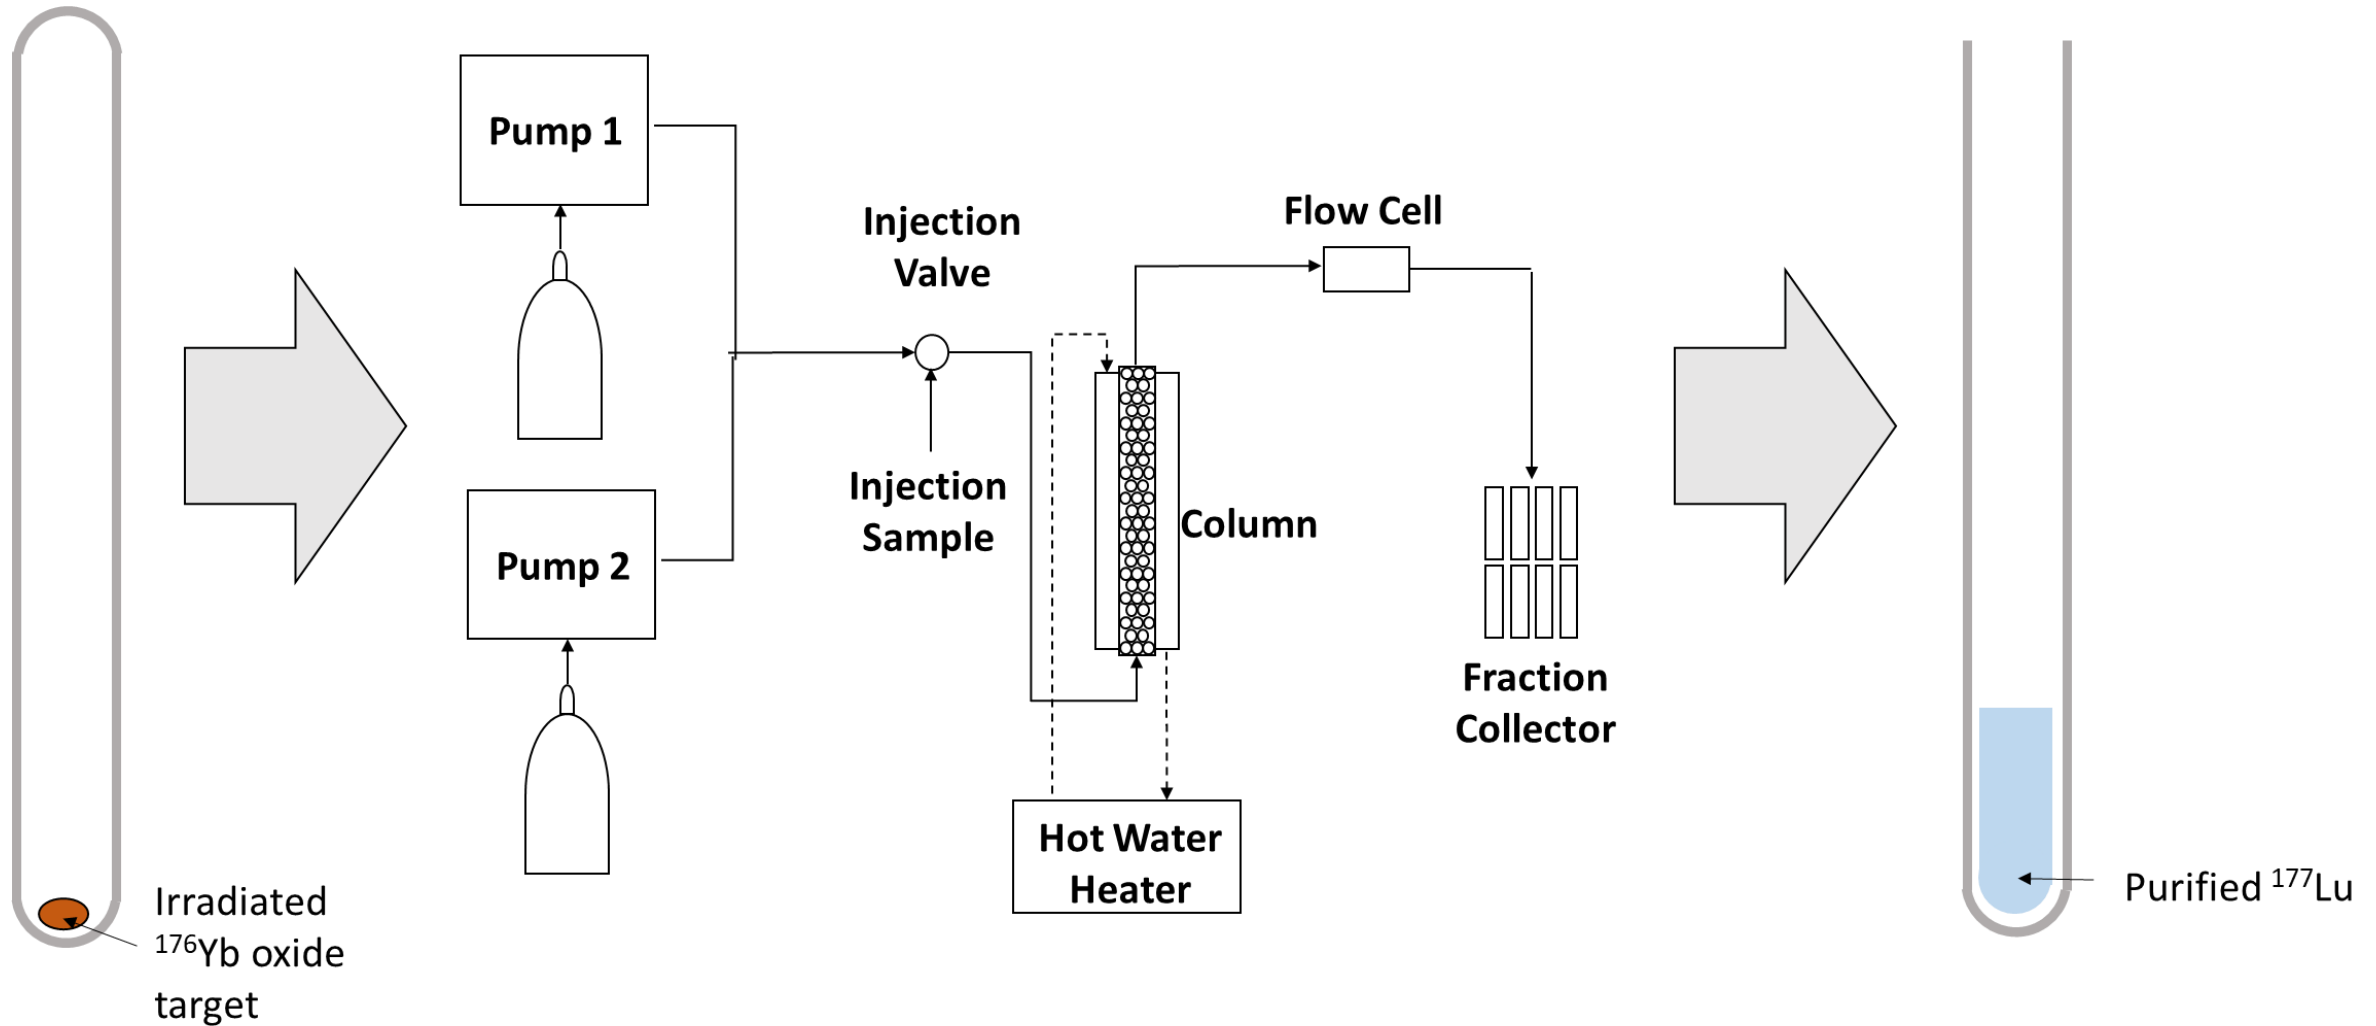 Pump 1
Injection
Valve
Flow Cell
Injection
Sample
Column
Pump 2
Fraction
Collector
Hot Water
Heater
Irradiated
¹⁷⁶Yb oxide
target
Purified ¹⁷⁷Lu